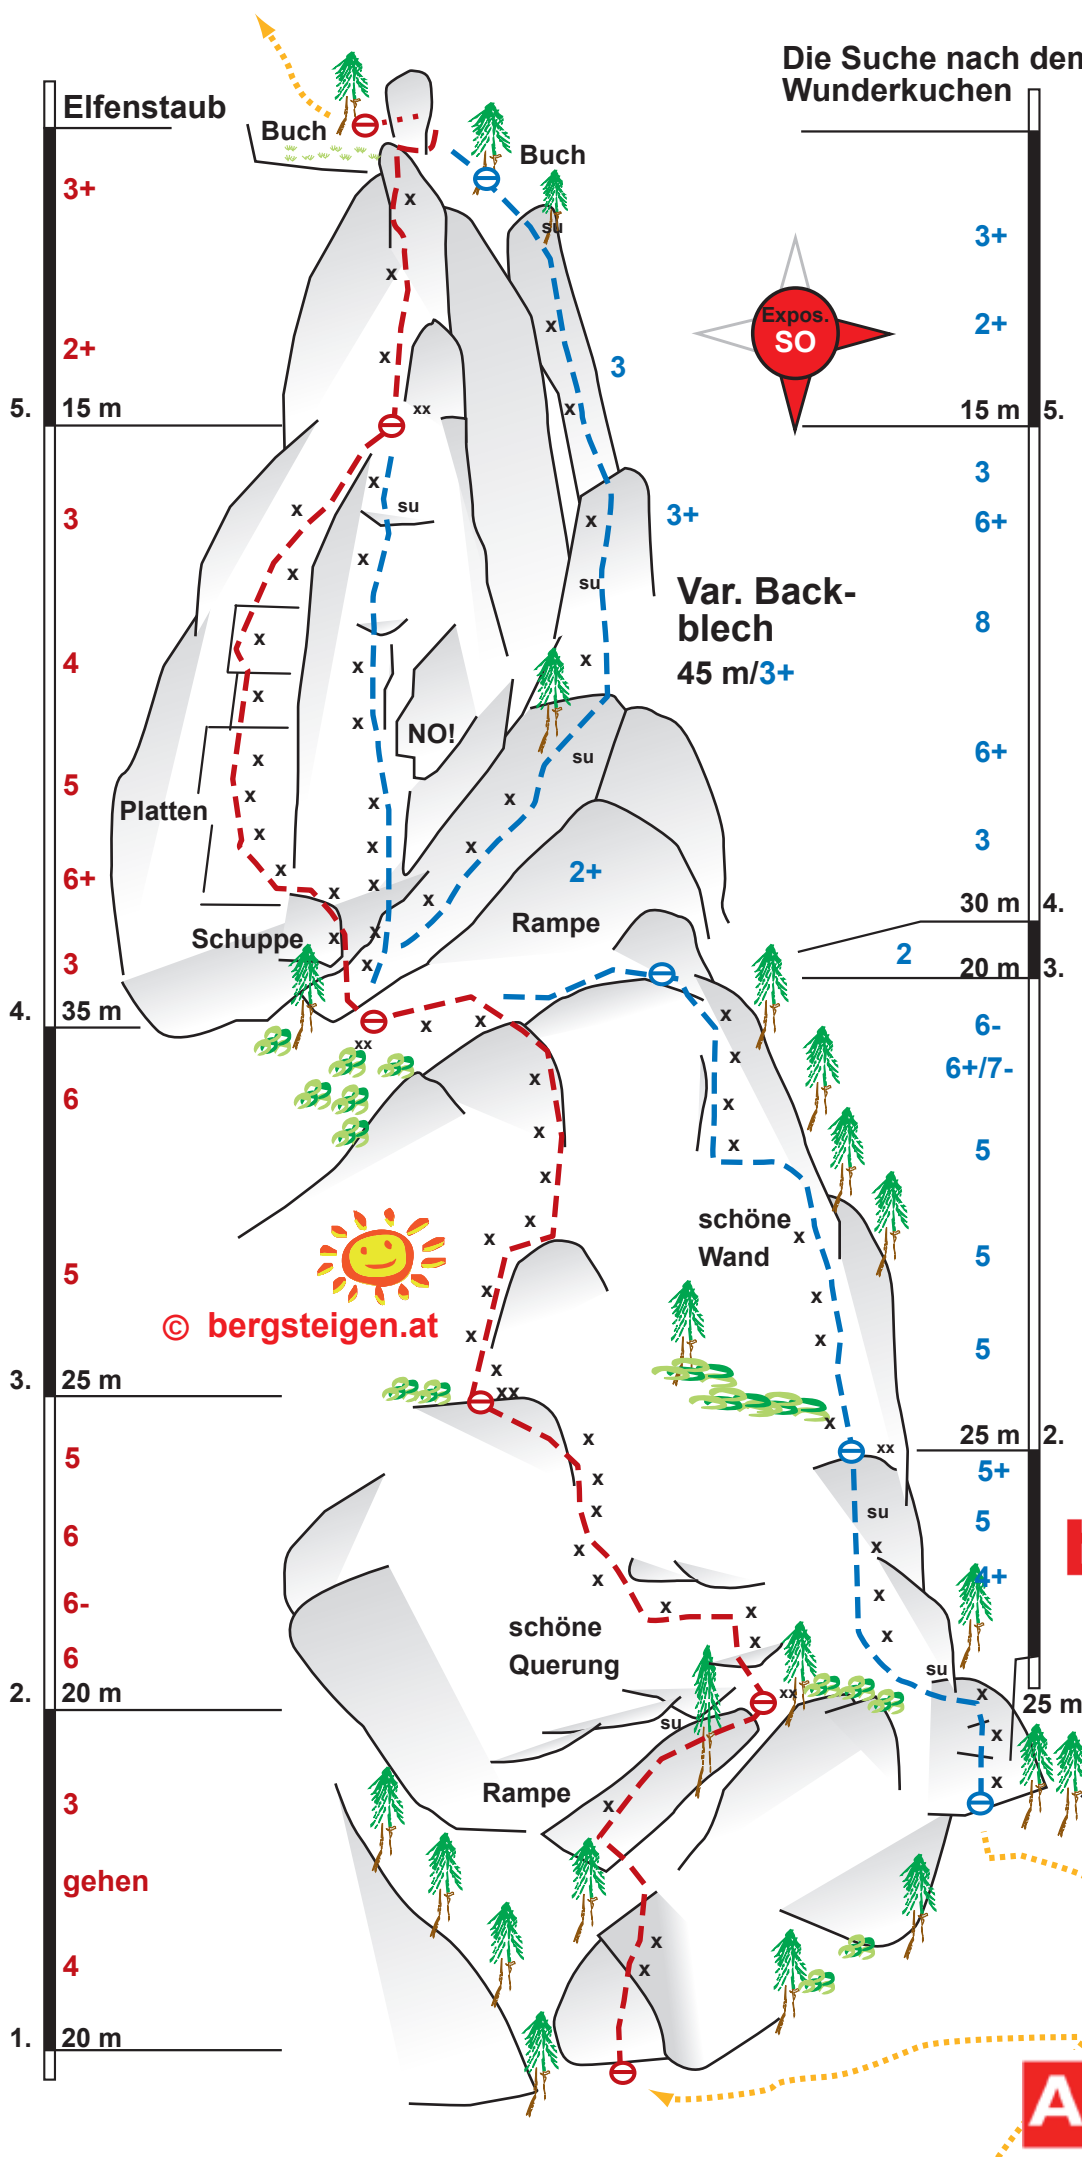 Die Suche nach den
Wunderkuchen
Elfenstaub
Buch
Buch
3+
x
su
3+
Expos.
SO
x
2+
x
2+
x
3
xx
x
5.
15 m
15 m
5.
x
3
su
3+
6+
x
x
3
x
x
su
Var. Back-
blech
45 m/3+
8
x
4
x
x
x
x
NO!
6+
su
x
5
x
x
x
Platten
x
x
x
3
6+
x
x
x
2+
x
30 m
4.
Rampe
Schuppe
x
x
2
3
x
20 m
3.
4.
35 m
x
x
x
6-
xx
x
6+/7-
x
6
x
x
x
5
x
schöne
Wand
x
x
x
5
5
x
x
© bergsteigen.at
x
x
5
x
3.
25 m
xx
x
x
25 m
2.
xx
5
x
5+
x
su
5
6
x
x
x
4+
x
6-
x
x
schöne
Querung
x
x
6
su
2.
20 m
xx
x
25 m
su
x
Rampe
x
3
x
gehen
x
4
x
1.
20 m
A